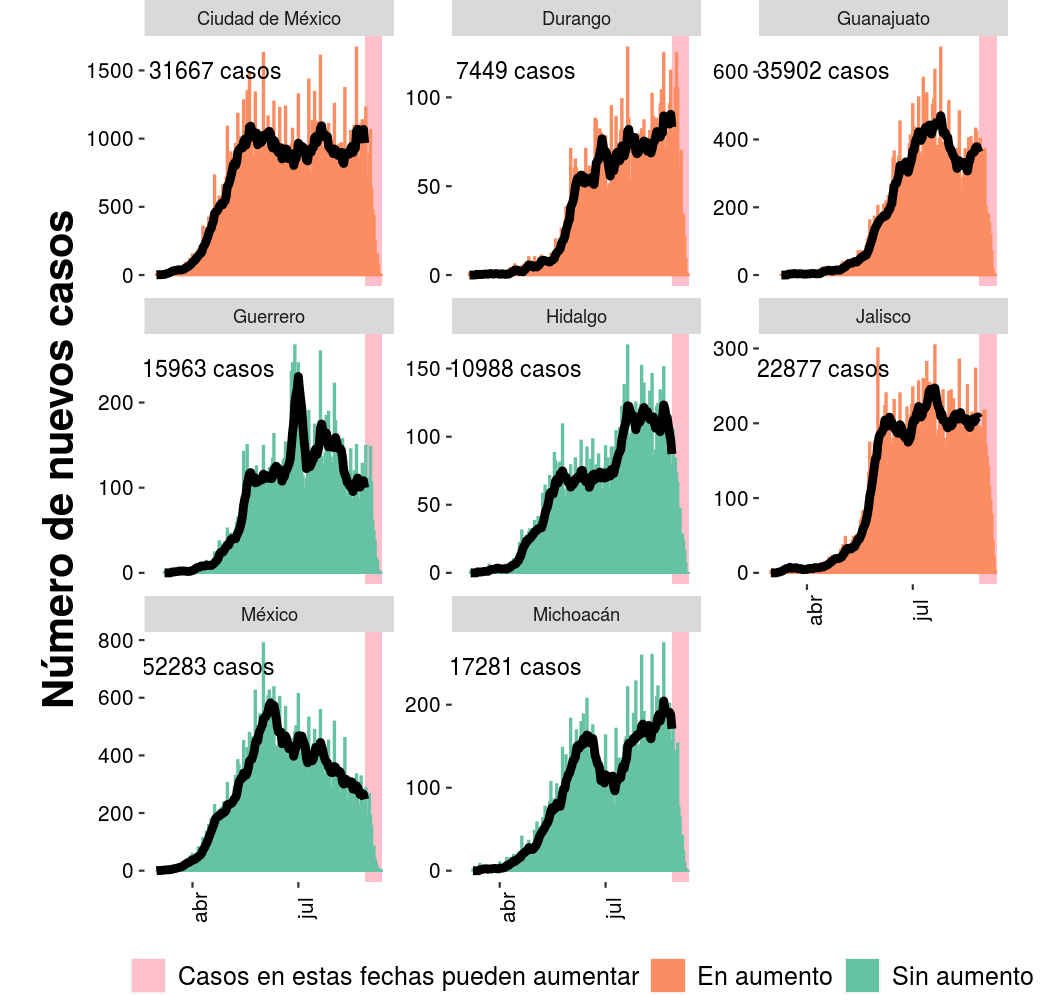 Número de nuevos casos
Ciudad de México
31667 casos
1500
1000
500
0
Durango
7449 casos
100
50
0
Guanajuato
35902 casos
600
400
200
0
Guerrero
15963 casos
200
100
0
Hidalgo
10988 casos
150
100
50
0
Jalisco
22877 casos
300
200
100
0
abr
jul
México
52283 casos
800
600
400
200
0
abr
jul
Michoacán
17281 casos
200
100
0
abr
jul
Casos en estas fechas pueden aumentar
En aumento
Sin aumento